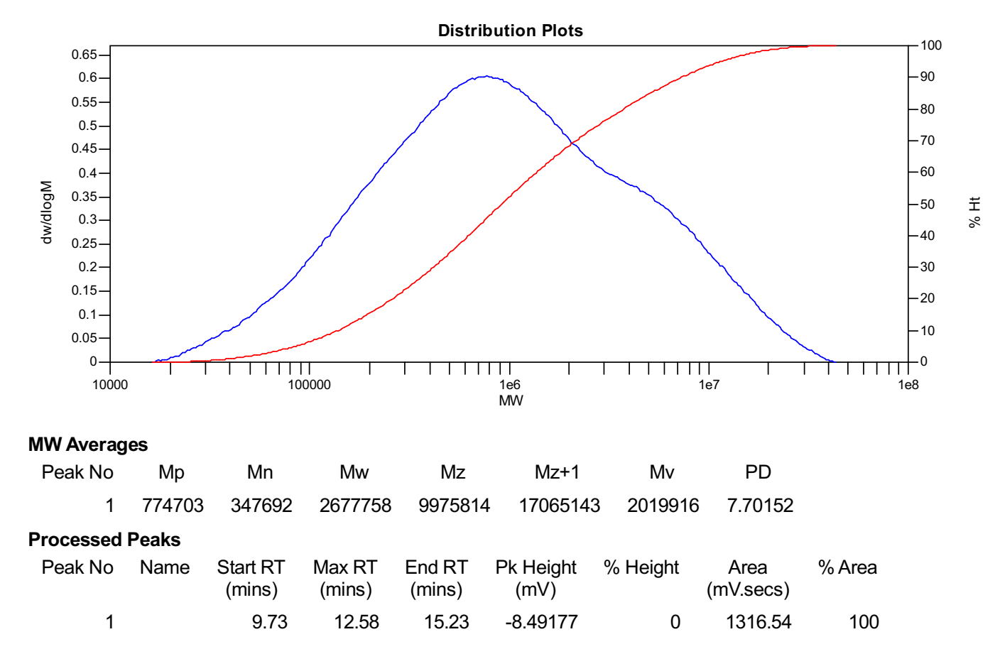 Distribution Plots
0.65
0.6
0.55
0.5
0.45
0.4
0.35
0.3
0.25
0.2
0.15
0.1
0.05
0
dw/dlogM
100
90
80
70
60
50
40
30
20
10
0
% Ht
10000 100000 1e6 1e7 1e8
MW
MW Averages
Peak No Mp Mn Mw Mz Mz+1 Mv PD
1 774703 347692 2677758 9975814 17065143 2019916 7.70152
Processed Peaks
Peak No Name Start RT Max RT End RT Pk Height % Height Area % Area
(mins) (mins) (mins) (mV) (mV.secs)
1 9.73 12.58 15.23 -8.49177 0 1316.54 100